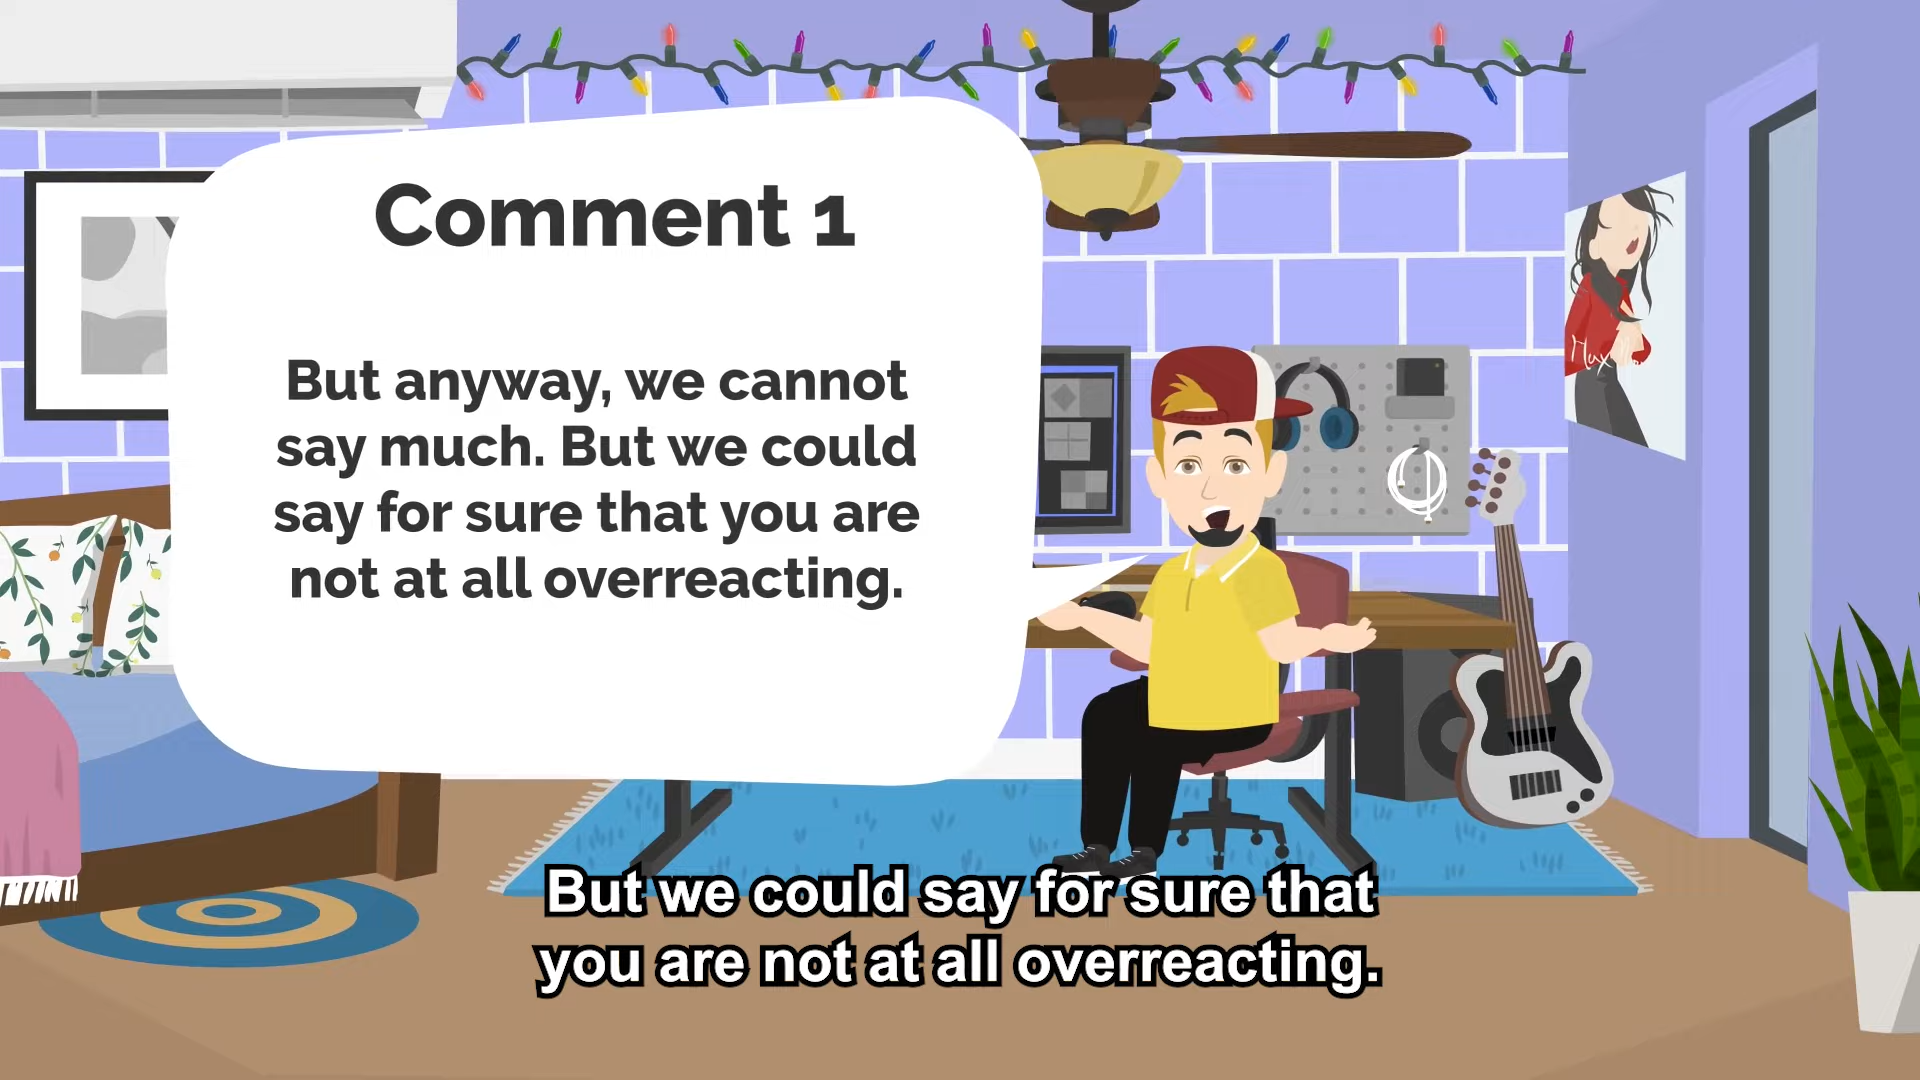 Comment 1
But anyway, we cannot
say much. But we could
say for sure that you are
not at all overreacting.
But we could say for sure that
you are not at all overreacting.